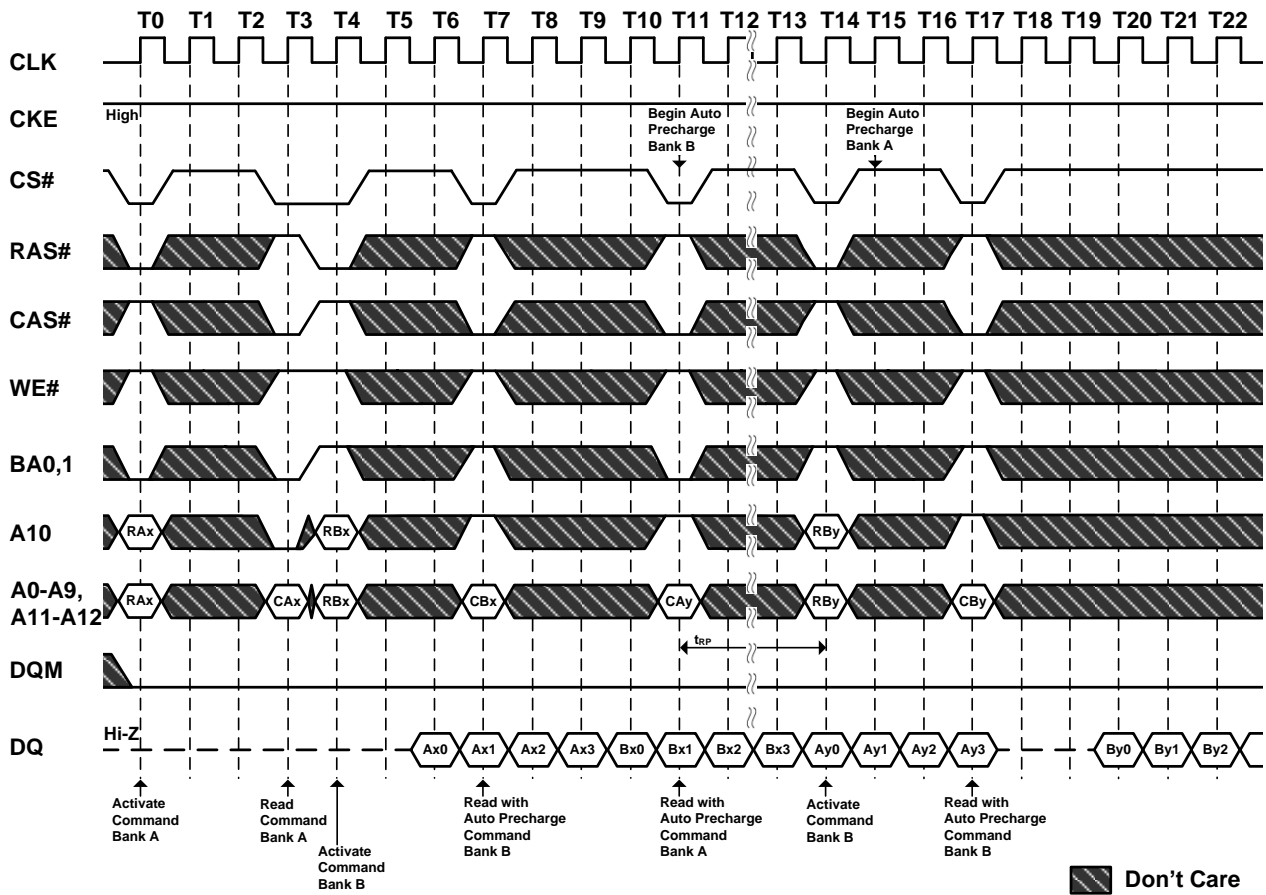 T0 T1 T2 T3 T4 T5 T6 T7 T8 T9 T10 T11 T12 T13 T14 T15 T16 T17 T18 T19 T20 T21 T22
CLK
CKE
High
Begin Auto
Precharge
Bank B
Begin Auto
Precharge
Bank A
CS#
RAS#
CAS#
WE#
BA0,1
A10
RAx RBx RBy
A0-A9,
A11-A12
RAx CAx RBx CBx CAy RBy CBy
tRP
DQM
DQ
Hi-Z
Ax0 Ax1 Ax2 Ax3 Bx0 Bx1 Bx2 Bx3 Ay0 Ay1 Ay2 Ay3 By0 By1 By2
Activate
Command
Bank A
Read
Command
Bank A
Activate
Command
Bank B
Read with
Auto Precharge
Command
Bank B
Read with
Auto Precharge
Command
Bank A
Activate
Command
Bank B
Read with
Auto Precharge
Command
Bank B
Don't Care